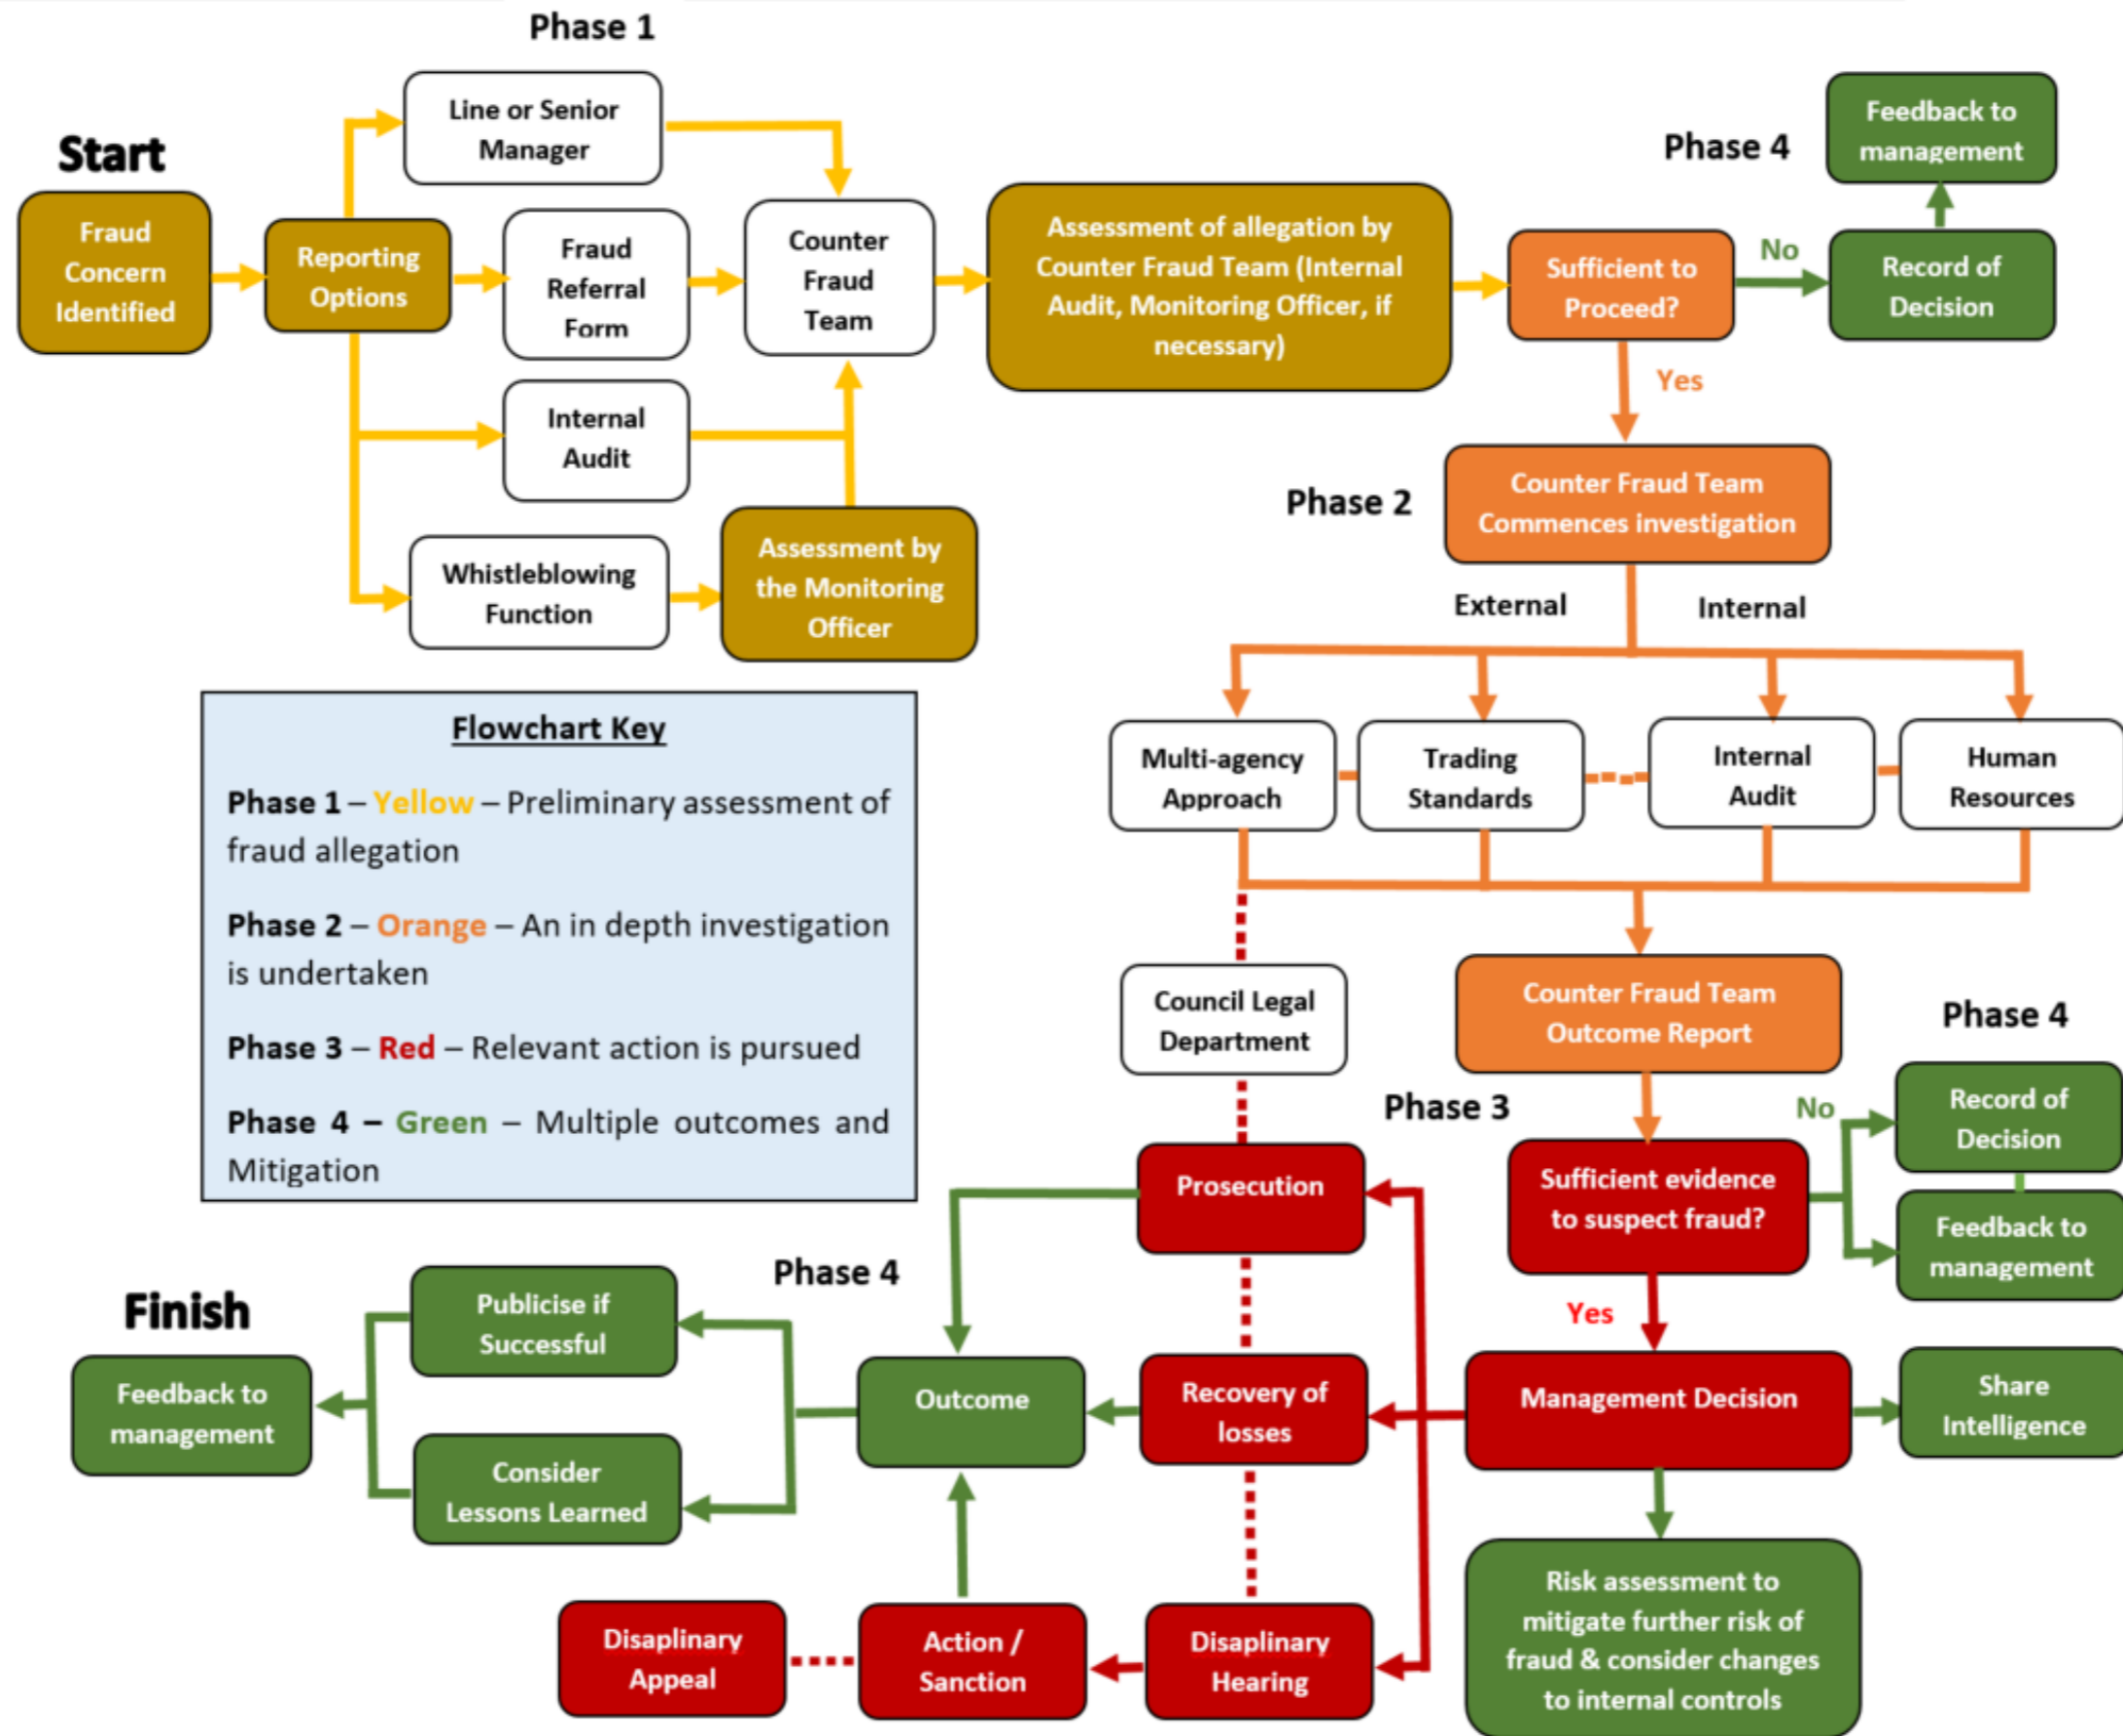 Phase 1
Line or Senior
Manager
Start
Fraud
Concern
Identified
Reporting
Options
Fraud
Referral
Form
Counter
Fraud
Team
Internal
Audit
Whistleblowing
Function
Assessment by
the Monitoring
Officer
Assessment of allegation by
Counter Fraud Team (Internal
Audit, Monitoring Officer, if
necessary)
Sufficient to
Proceed?
No
Phase 4
Feedback to
management
Record of
Decision
Yes
Phase 2
Counter Fraud Team
Commences investigation
External
Internal
Multi-agency
Approach
Trading
Standards
Internal
Audit
Human
Resources
Flowchart Key
Phase 1 – Yellow – Preliminary assessment of
fraud allegation
Phase 2 – Orange – An in depth investigation
is undertaken
Phase 3 – Red – Relevant action is pursued
Phase 4 – Green – Multiple outcomes and
Mitigation
Council Legal
Department
Counter Fraud Team
Outcome Report
Phase 3
Phase 4
Sufficient evidence
to suspect fraud?
No
Record of
Decision
Feedback to
management
Yes
Prosecution
Management Decision
Share
Intelligence
Risk assessment to
mitigate further risk of
fraud & consider changes
to internal controls
Recovery of
losses
Disaplinary
Hearing
Action /
Sanction
Disaplinary
Appeal
Outcome
Phase 4
Publicise if
Successful
Consider
Lessons Learned
Finish
Feedback to
management